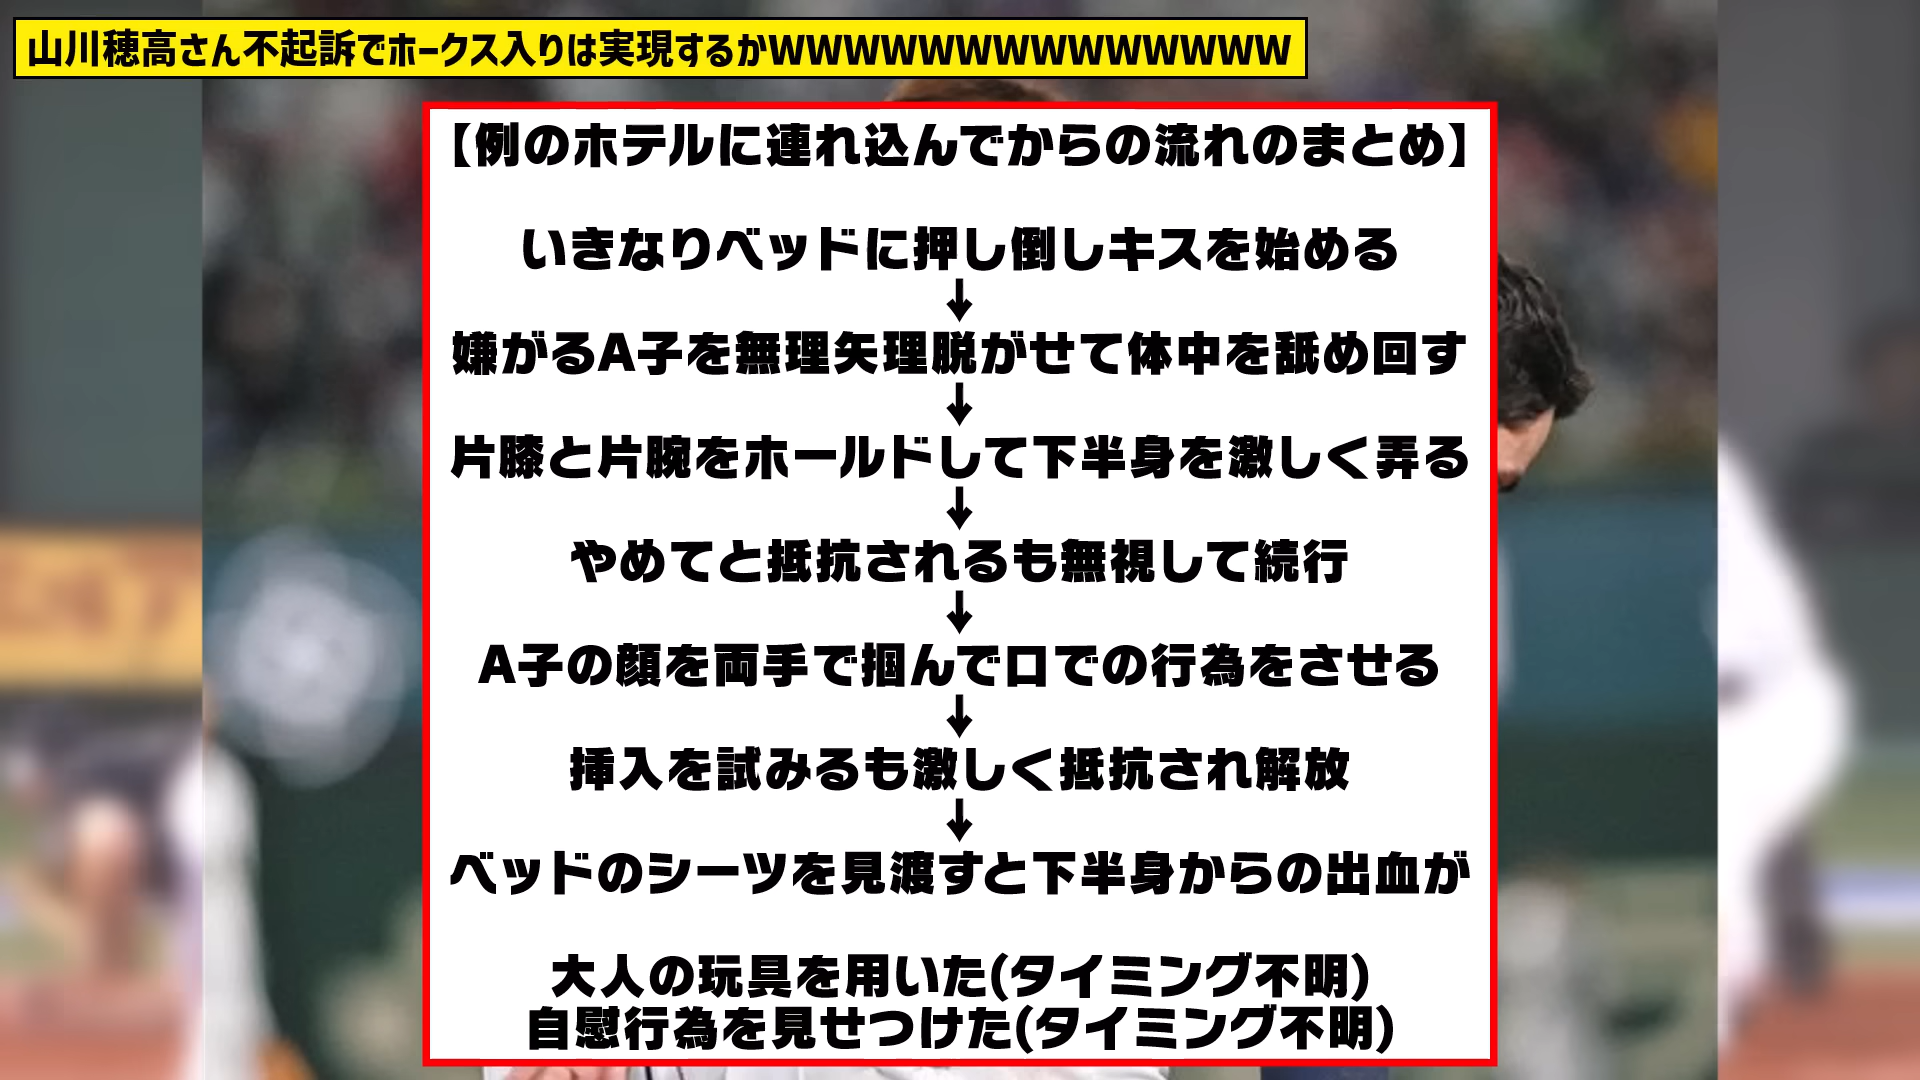 山川穂高さん不起訴でホークス入りは実現するかWWWWWWWWWWWWWW
【例のホテルに連れ込んでからの流れのまとめ】
いきなりベッドに押し倒しキスを始める
↓
嫌がるA子を無理矢理脱がせて体中を舐め回す
↓
片膝と片腕をホールドして下半身を激しく弄る
↓
やめてと抵抗されるも無視して続行
↓
A子の顔を両手で掴んで口での行為をさせる
↓
挿入を試みるも激しく抵抗され解放
↓
ベッドのシーツを見渡すと下半身からの出血が
大人の玩具を用いた(タイミング不明)
自慰行為を見せつけた(タイミング不明)